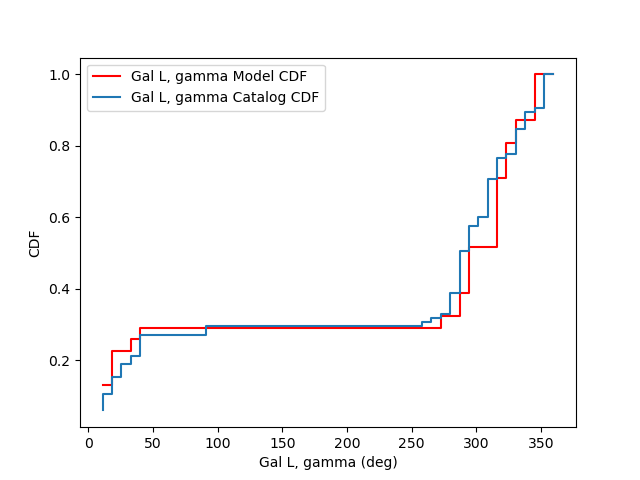 Gal L, gamma Model CDF
Gal L, gamma Catalog CDF
1.0
0.8
0.6
0.4
0.2
CDF
0 50 100 150 200 250 300 350
Gal L, gamma (deg)